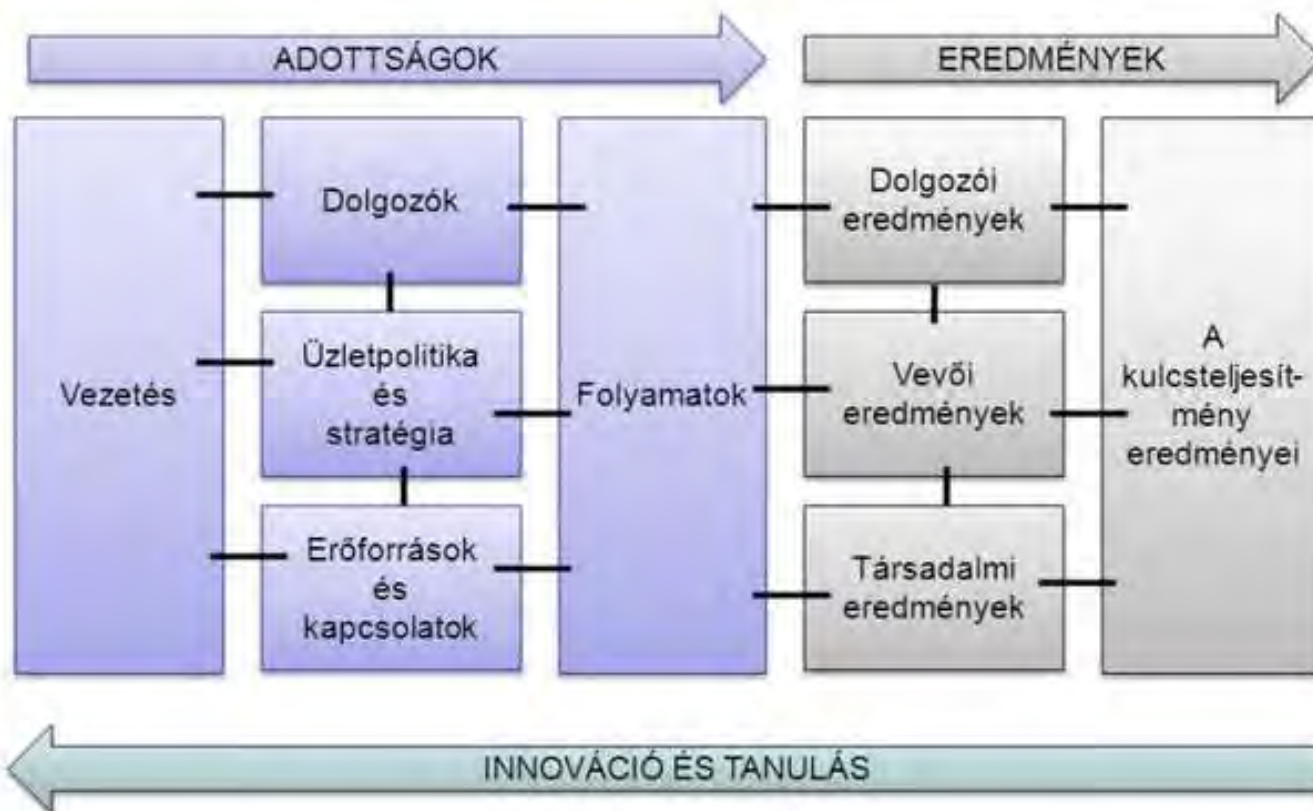 ADOTTSÁGOK
EREDMÉNYEK
Vezetés
Dolgozók
Üzletpolitika
és
stratégia
Erőforrások
és
kapcsolatok
Folyamatok
Dolgozói
eredmények
Vevői
eredmények
Társadalmi
eredmények
A
kulcsteljesít-
mény
eredményei
INNOVÁCIÓ ÉS TANULÁS